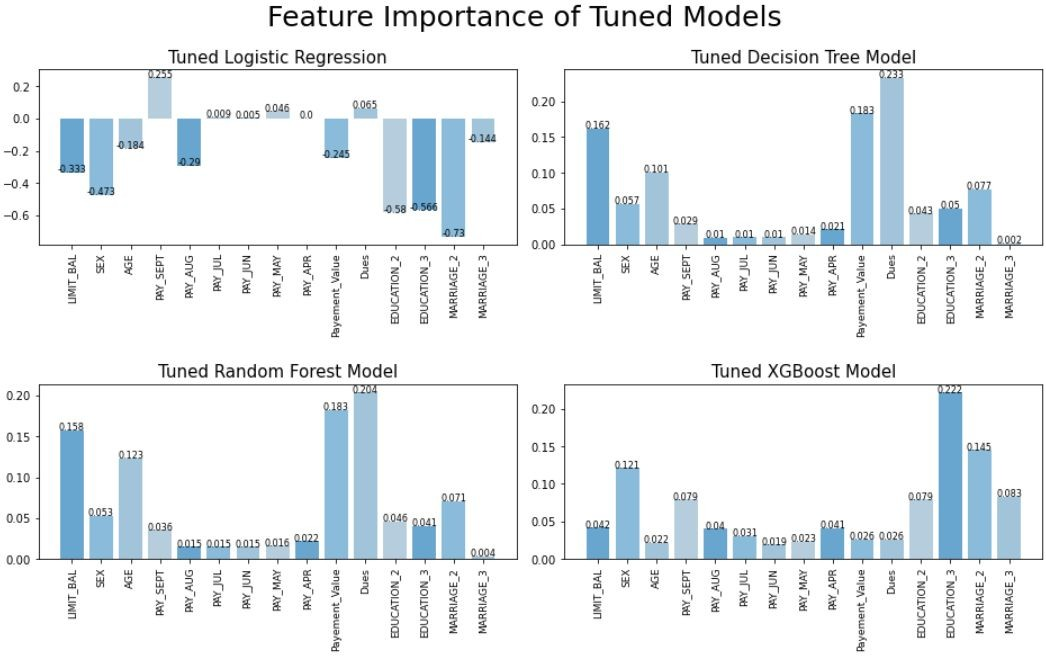 Feature Importance of Tuned Models
Tuned Logistic Regression
0.2
0.0
-0.2
-0.4
-0.6
-0.333
-0.473
-0.184
0.255
-0.29
0.009
0.005
0.046
0.0
-0.245
0.065
-0.58
-0.566
-0.73
-0.144
LIMIT_BAL
SEX
AGE
PAY_SEPT
PAY_AUG
PAY_JUL
PAY_JUN
PAY_MAY
PAY_APR
Payement_Value
Dues
EDUCATION_2
EDUCATION_3
MARRIAGE_2
MARRIAGE_3
Tuned Decision Tree Model
0.20
0.15
0.10
0.05
0.00
0.162
0.057
0.101
0.029
0.01
0.01
0.01
0.014
0.021
0.183
0.233
0.043
0.05
0.077
0.002
LIMIT_BAL
SEX
AGE
PAY_SEPT
PAY_AUG
PAY_JUL
PAY_JUN
PAY_MAY
PAY_APR
Payement_Value
Dues
EDUCATION_2
EDUCATION_3
MARRIAGE_2
MARRIAGE_3
Tuned Random Forest Model
0.20
0.15
0.10
0.05
0.00
0.158
0.053
0.123
0.036
0.015
0.015
0.015
0.016
0.022
0.183
0.204
0.046
0.041
0.071
0.004
LIMIT_BAL
SEX
AGE
PAY_SEPT
PAY_AUG
PAY_JUL
PAY_JUN
PAY_MAY
PAY_APR
Payement_Value
Dues
EDUCATION_2
EDUCATION_3
MARRIAGE_2
MARRIAGE_3
Tuned XGBoost Model
0.20
0.15
0.10
0.05
0.00
0.042
0.121
0.022
0.079
0.04
0.031
0.019
0.023
0.041
0.026
0.026
0.079
0.222
0.145
0.083
LIMIT_BAL
SEX
AGE
PAY_SEPT
PAY_AUG
PAY_JUL
PAY_JUN
PAY_MAY
PAY_APR
Payement_Value
Dues
EDUCATION_2
EDUCATION_3
MARRIAGE_2
MARRIAGE_3